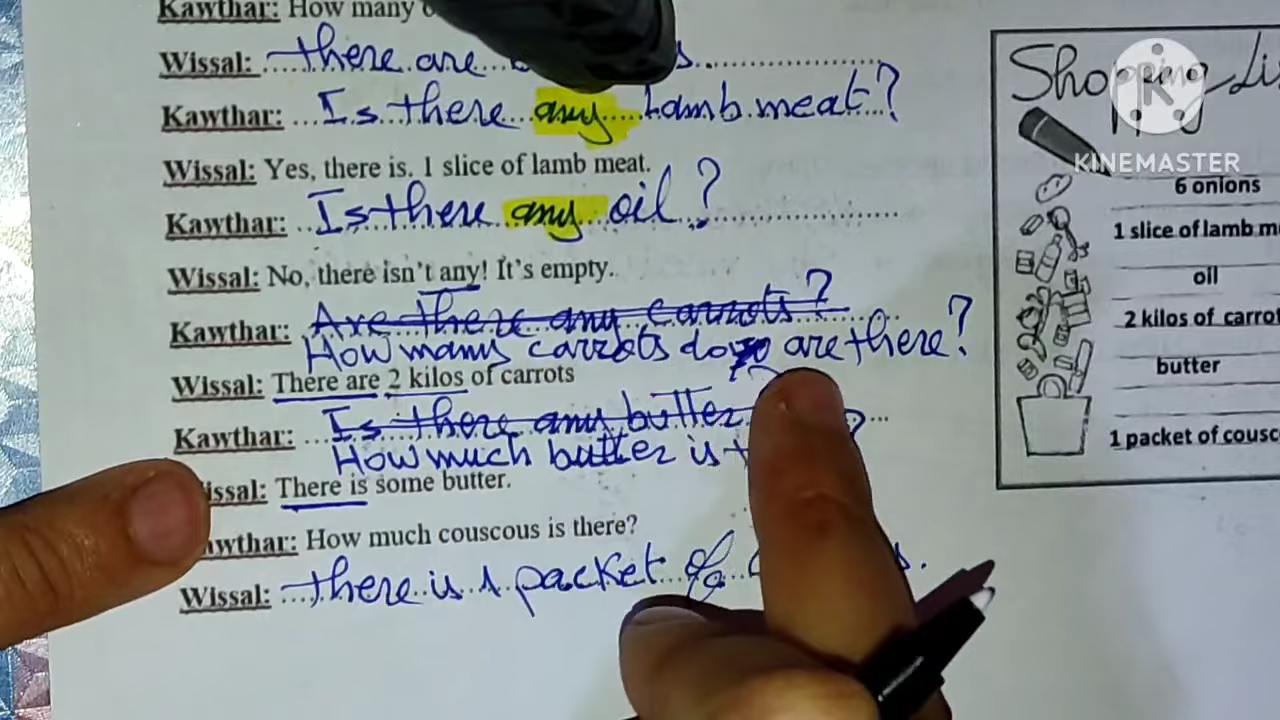 Kawthar: How many
Wissal: there are
Kawthar: Is there any lamb meat?
Wissal: Yes, there is. 1 slice of lamb meat.
Kawthar: Is there any oil?
Wissal: No, there isn't any! It's empty.
Kawthar: Are there any carrots?
How many carrots do are there?
Wissal: There are 2 kilos of carrots
Kawthar: Is there any butter
How much butter is ?
issal: There is some butter.
awthar: How much couscous is there?
Wissal: there is 1 packet of
Shopping Li
6 onions
1 slice of lamb m
oil
2 kilos of carrot
butter
1 packet of cousc
KINEMASTER